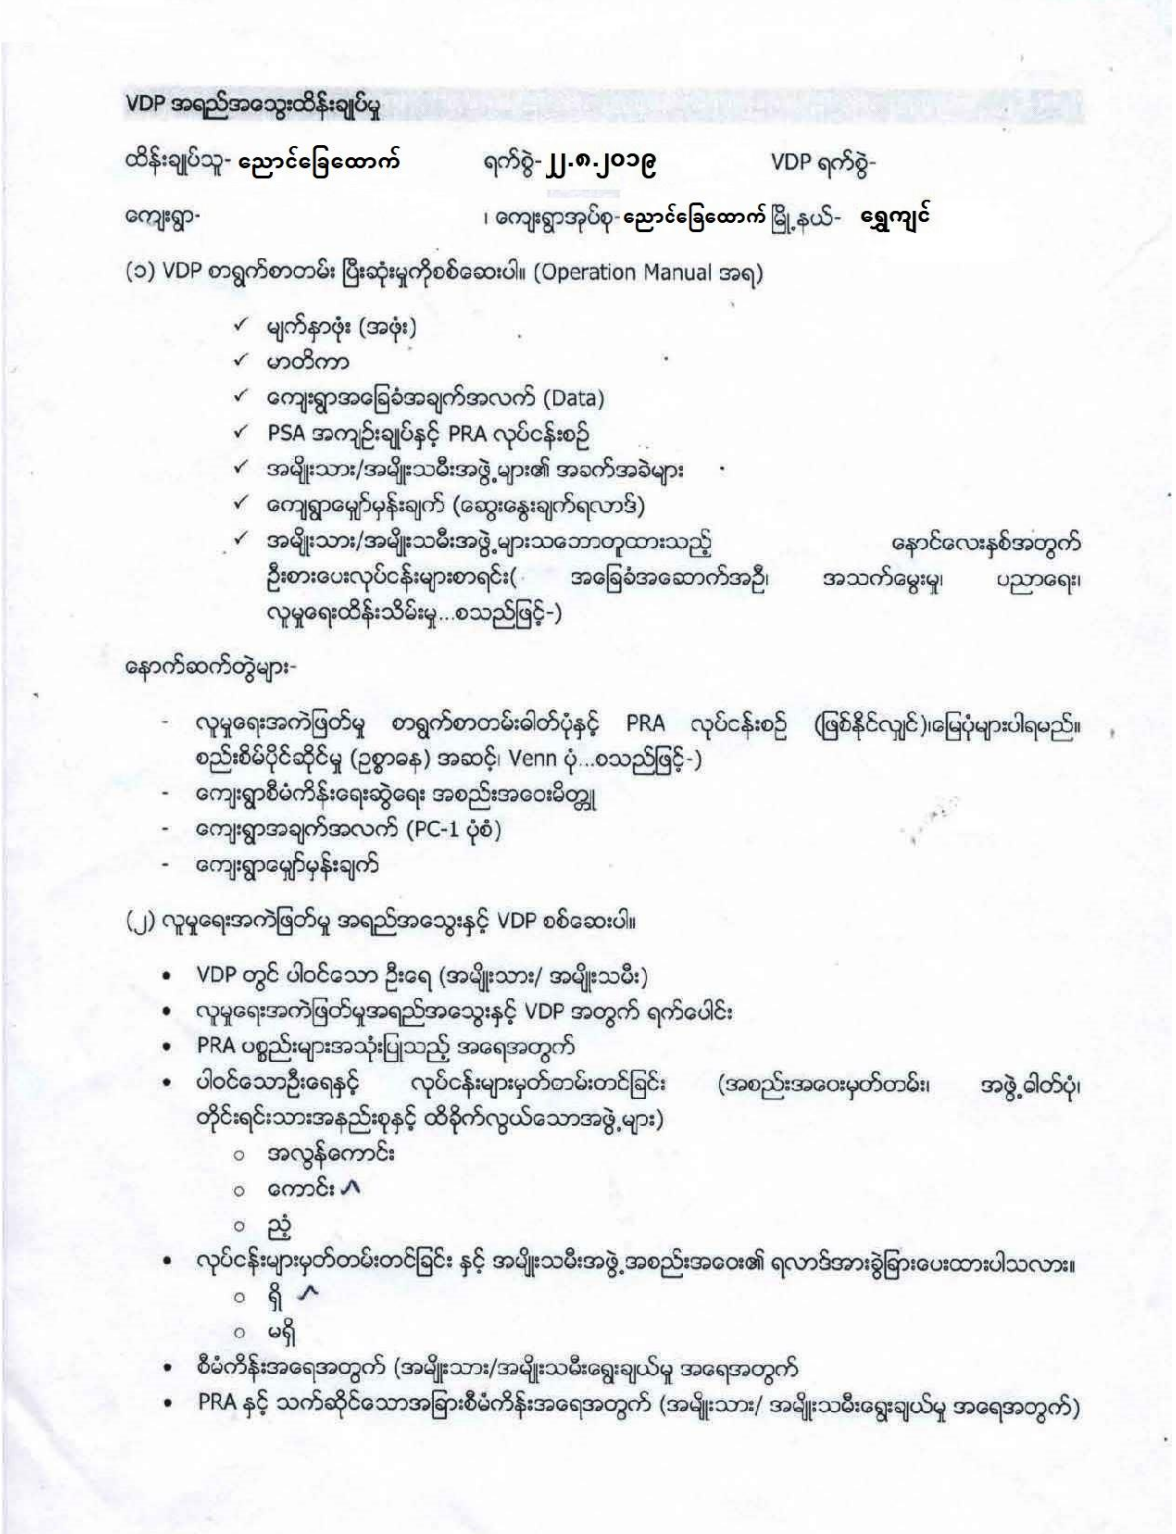 VDP အရည်အသွေးထိန်းချုပ်မှု
ထိန်းချုပ်သူ- ညောင်ခြေထောက် ရက်စွဲ-၂၂.၈.၂၀၁၉ VDP ရက်စွဲ-
ကျေးရွာ- ၊ ကျေးရွာအုပ်စု-ညောင်ခြေထောက် မြို့နယ်- ရွှေကျင်
(၁) VDP စာရွက်စာတမ်း ပြီးဆုံးမှုကိုစစ်ဆေးပါ။ (Operation Manual အရ)
✓ မျက်နှာဖုံး (အဖုံး)
✓ မာတိကာ
✓ ကျေးရွာအခြေခံအချက်အလက် (Data)
✓ PSA အကျဉ်းချုပ်နှင့် PRA လုပ်ငန်းစဉ်
✓ အမျိုးသား/အမျိုးသမီးအဖွဲ့များ၏ အခက်အခဲများ
✓ ကျေရွာမျှော်မှန်းချက် (ဆွေးနွေးချက်ရလာဒ်)
✓ အမျိုးသား/အမျိုးသမီးအဖွဲ့များသဘောတူထားသည့် နောင်လေးနှစ်အတွက်
ဦးစားပေးလုပ်ငန်းများစာရင်း( အခြေခံအဆောက်အဦ၊ အသက်မွေးမှု၊ ပညာရေး၊
လူမှုရေးထိန်းသိမ်းမှု...စသည်ဖြင့်-)
နောက်ဆက်တွဲများ-
- လူမှုရေးအကဲဖြတ်မှု စာရွက်စာတမ်းဓါတ်ပုံနှင့် PRA လုပ်ငန်းစဉ် (ဖြစ်နိုင်လျှင်)၊မြေပုံများပါရမည်။
စည်းစိမ်ပိုင်ဆိုင်မှု (ဥစ္စာဓန) အဆင့်၊ Venn ပုံ...စသည်ဖြင့်-)
- ကျေးရွာစီမံကိန်းရေးဆွဲရေး အစည်းအဝေးမိတ္တူ
- ကျေးရွာအချက်အလက် (PC-1 ပုံစံ)
- ကျေးရွာမျှော်မှန်းချက်
(၂) လူမှုရေးအကဲဖြတ်မှု အရည်အသွေးနှင့် VDP စစ်ဆေးပါ။
• VDP တွင် ပါဝင်သော ဦးရေ (အမျိုးသား/ အမျိုးသမီး)
• လူမှုရေးအကဲဖြတ်မှုအရည်အသွေးနှင့် VDP အတွက် ရက်ပေါင်း
• PRA ပစ္စည်းများအသုံးပြုသည့် အရေအတွက်
• ပါဝင်သောဦးရေနှင့် လုပ်ငန်းများမှတ်တမ်းတင်ခြင်း (အစည်းအဝေးမှတ်တမ်း၊ အဖွဲ့ဓါတ်ပုံ၊
တိုင်းရင်းသားအနည်းစုနှင့် ထိခိုက်လွယ်သောအဖွဲ့များ)
○ အလွန်ကောင်း
○ ကောင်း
○ ညံ့
• လုပ်ငန်းများမှတ်တမ်းတင်ခြင်း နှင့် အမျိုးသမီးအဖွဲ့အစည်းအဝေး၏ ရလာဒ်အားခွဲခြားပေးထားပါသလား။
○ ရှိ
○ မရှိ
• စီမံကိန်းအရေအတွက် (အမျိုးသား/အမျိုးသမီးရွေးချယ်မှု အရေအတွက်
• PRA နှင့် သက်ဆိုင်သောအခြားစီမံကိန်းအရေအတွက် (အမျိုးသား/ အမျိုးသမီးရွေးချယ်မှု အရေအတွက်)